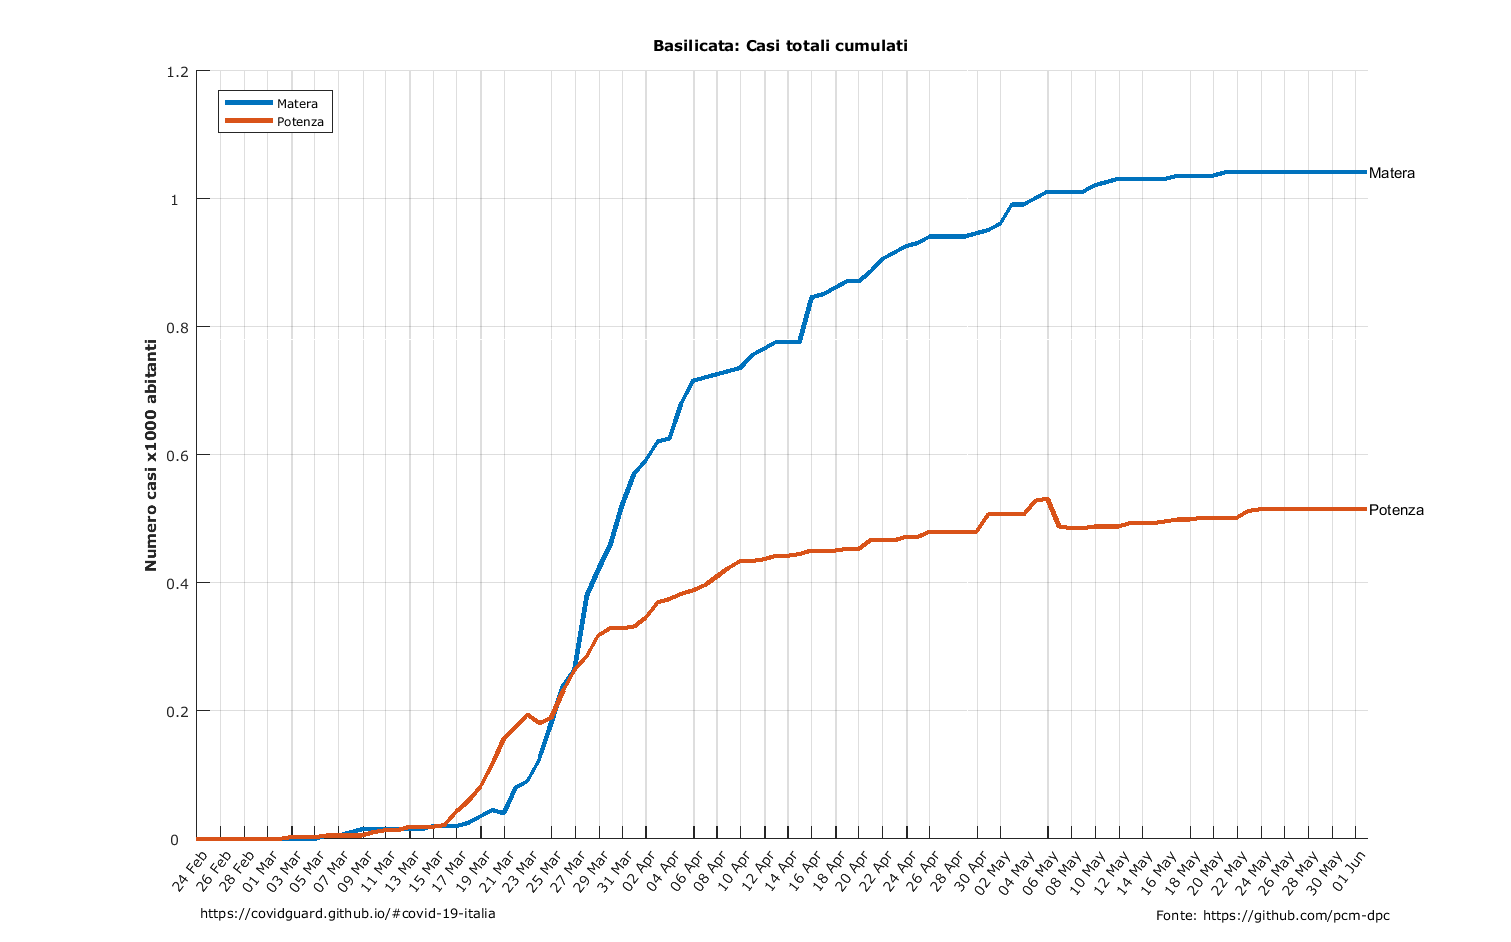 Basilicata: Casi totali cumulati
Matera
Potenza
1.2
1
0.8
0.6
0.4
0.2
0
Numero casi x1000 abitanti
Matera
Potenza
24 Feb
26 Feb
28 Feb
01 Mar
03 Mar
05 Mar
07 Mar
09 Mar
11 Mar
13 Mar
15 Mar
17 Mar
19 Mar
21 Mar
23 Mar
25 Mar
27 Mar
29 Mar
31 Mar
02 Apr
04 Apr
06 Apr
08 Apr
10 Apr
12 Apr
14 Apr
16 Apr
18 Apr
20 Apr
22 Apr
24 Apr
26 Apr
28 Apr
30 Apr
02 May
04 May
06 May
08 May
10 May
12 May
14 May
16 May
18 May
20 May
22 May
24 May
26 May
28 May
30 May
01 Jun
https://covidguard.github.io/#covid-19-italia
Fonte: https://github.com/pcm-dpc